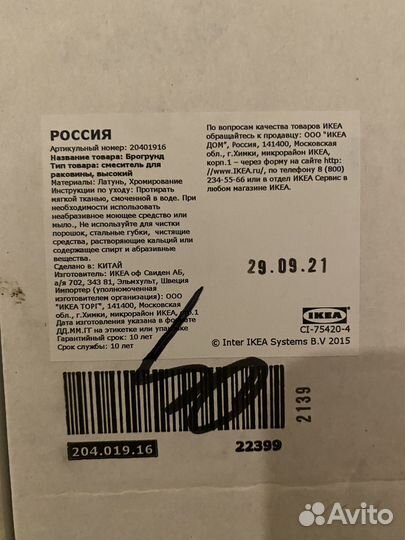 РОССИЯ
Артикульный номер: 20401916
Название товара: Брогрунд
Тип товара: смеситель для
раковины, высокий
Материалы: Латунь, Хромирование
Инструкции по уходу: Протирать
мягкой тканью, смоченной в воде. При
необходимости использовать
неабразивное моющее средство или
мыло., Не используйте для чистки
порошок, стальные губки, чистящие
средства, растворяющие кальций или
содержащее спирт и абразивные
вещества.
Сделано в: КИТАЙ
Изготовитель: ИКЕА оф Свиден АБ,
а/я 702, 343 81, Эльмхульт, Швеция
Импортер (уполномоченная
изготовителем организация): ООО
"ИКЕА ТОРГ", 141400, Московская
обл., г.Химки, микрорайон ИКЕА, к.1
Дата изготовления указана в формате
ДД.ММ.ГГ на этикетке или упаковке
Гарантийный срок: 10 лет
Срок службы: 10 лет
По вопросам качества товаров ИКЕА
обращайтесь к продавцу: ООО "ИКЕА
ДОМ", Россия, 141400, Московская
обл., г.Химки, микрорайон ИКЕА,
корп.1 – через форму на сайте http:
//www.IKEA.ru/, по телефону 8 (800)
234-55-66 или в отдел ИКЕА Сервис в
любом магазине ИКЕА.
29.09.21
IKEA
CI-75420-4
© Inter IKEA Systems B.V 2015
2139
204.019.16
22399
Avito